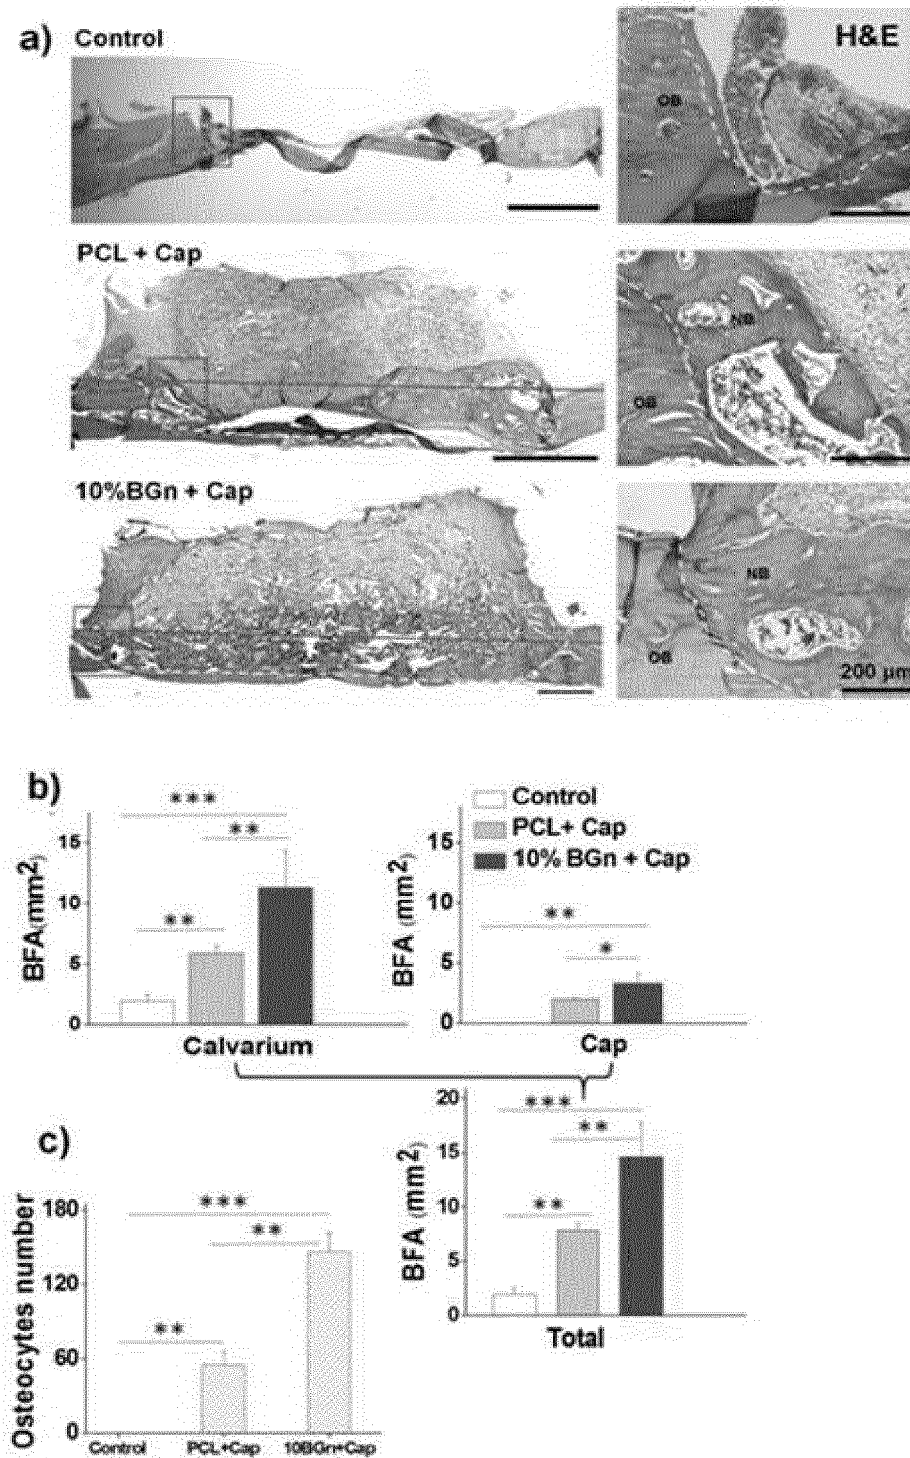 a) Control
H&E
OB
PCL + Cap
NB
OB
10%BGn + Cap
NB
OB
200 µm
b)
***
**
**
15
10
5
0
BFA(mm2)
Calvarium
Control
PCL+ Cap
10% BGn + Cap
**
*
15
10
5
0
BFA (mm2)
Cap
***
**
**
20
15
10
5
0
BFA (mm2)
Total
c)
***
**
**
180
120
60
0
Osteocytes number
Control PCL+Cap 10BGn+Cap